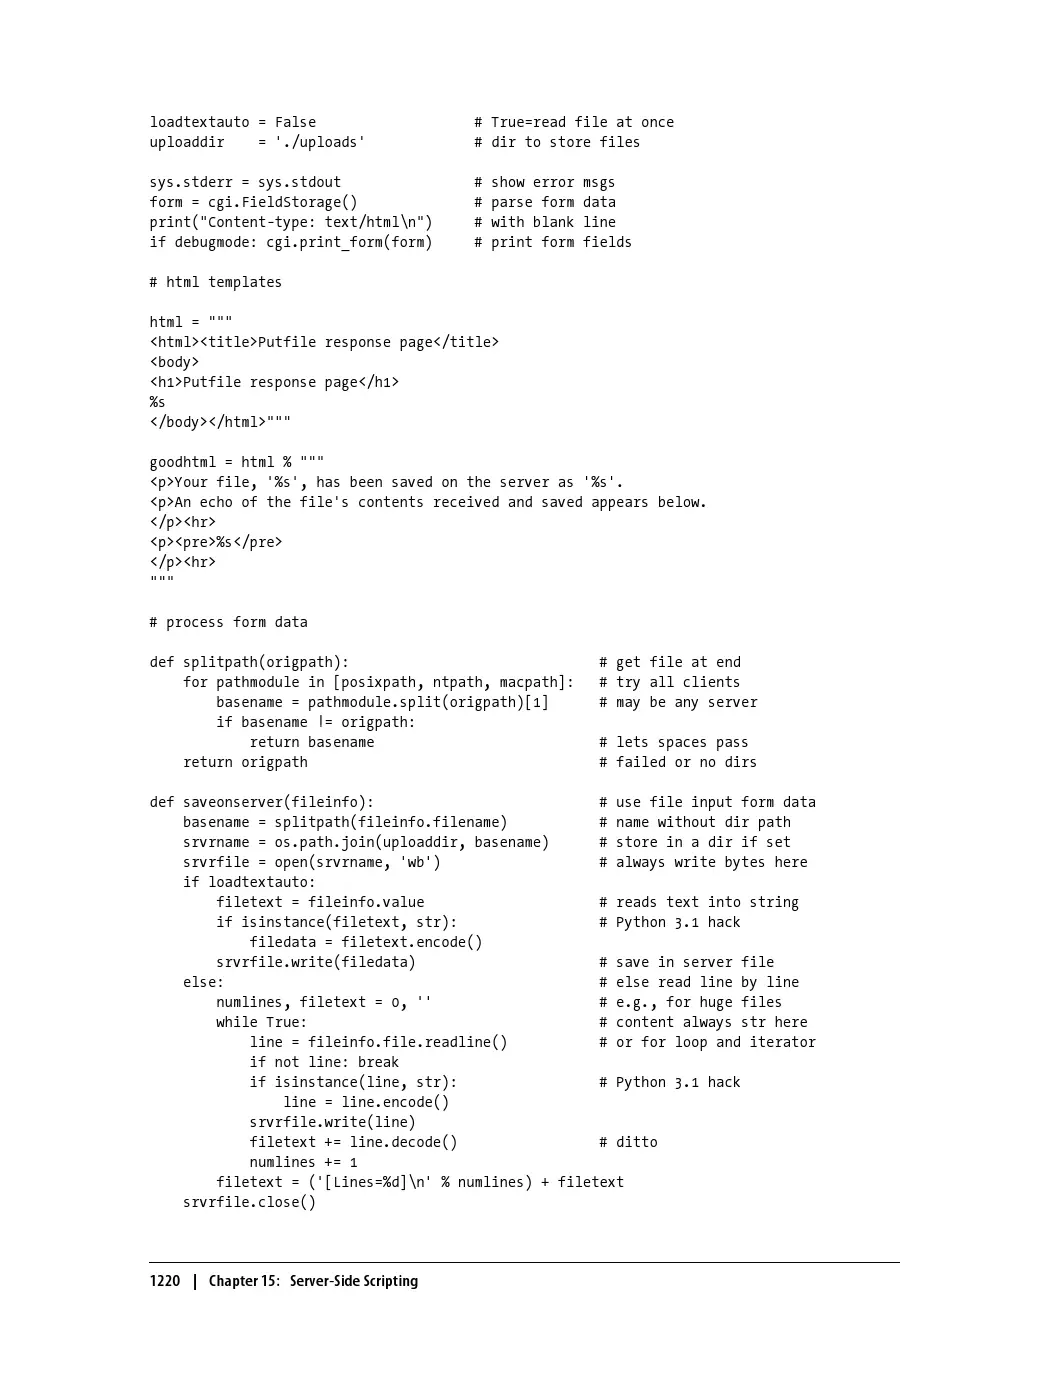 loadtextauto = False                   # True=read file at once
uploaddir    = './uploads'             # dir to store files
sys.stderr = sys.stdout                # show error msgs
form = cgi.FieldStorage()              # parse form data
print("Content-type: text/html\n")     # with blank line
if debugmode: cgi.print_form(form)     # print form fields
# html templates
html = """
<html><title>Putfile response page</title>
<body>
<h1>Putfile response page</h1>
%s
</body></html>"""
goodhtml = html % """
<p>Your file, '%s', has been saved on the server as '%s'.
<p>An echo of the file's contents received and saved appears below.
</p><hr>
<p><pre>%s</pre>
</p><hr>
"""
# process form data
def splitpath(origpath):                              # get file at end
    for pathmodule in [posixpath, ntpath, macpath]:   # try all clients
        basename = pathmodule.split(origpath)[1]      # may be any server
        if basename != origpath:
            return basename                           # lets spaces pass
    return origpath                                   # failed or no dirs
def saveonserver(fileinfo):                           # use file input form data
    basename = splitpath(fileinfo.filename)           # name without dir path
    srvrname = os.path.join(uploaddir, basename)      # store in a dir if set
    srvrfile = open(srvrname, 'wb')                   # always write bytes here
    if loadtextauto:
        filetext = fileinfo.value                     # reads text into string
        if isinstance(filetext, str):                 # Python 3.1 hack
            filedata = filetext.encode()
        srvrfile.write(filedata)                      # save in server file
    else:                                             # else read line by line
        numlines, filetext = 0, ''                    # e.g., for huge files
        while True:                                   # content always str here
            line = fileinfo.file.readline()           # or for loop and iterator
            if not line: break
            if isinstance(line, str):                 # Python 3.1 hack
                line = line.encode()
            srvrfile.write(line)
            filetext += line.decode()                 # ditto
            numlines += 1
        filetext = ('[Lines=%d]\n' % numlines) + filetext
    srvrfile.close()
1220 | Chapter 15: Server-Side Scripting